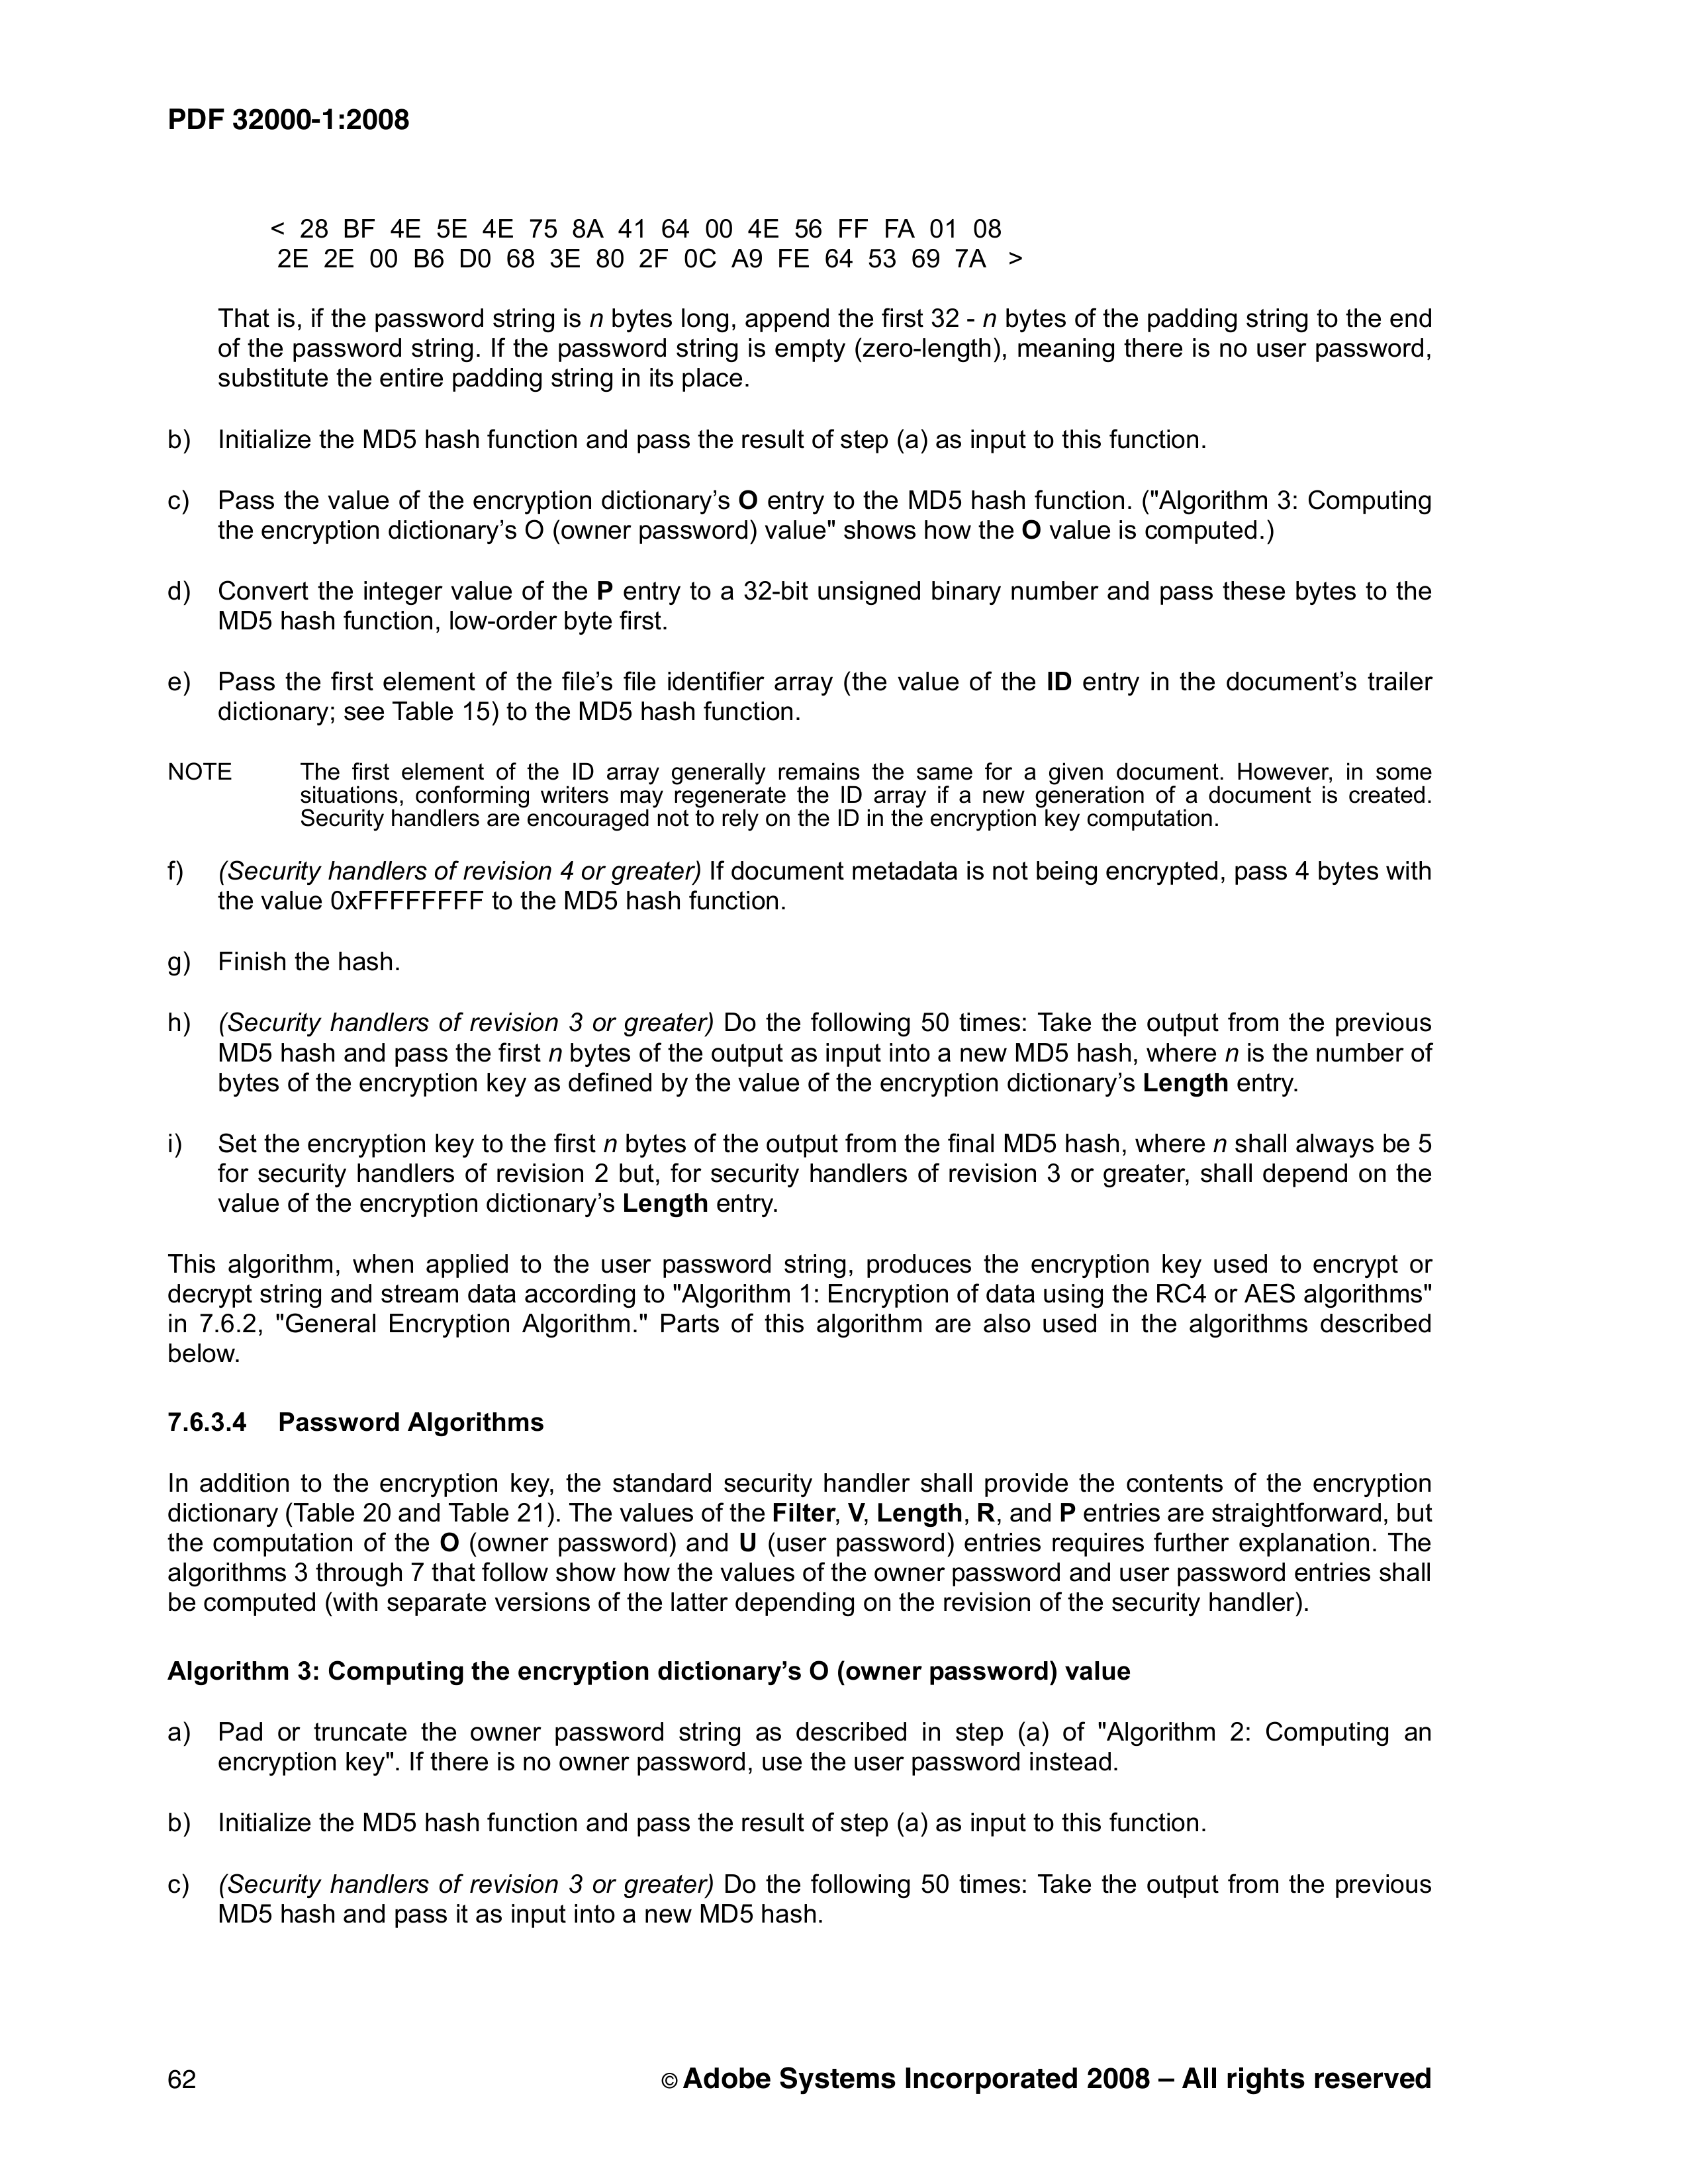 PDF 32000-1:2008
< 28 BF 4E 5E 4E 75 8A 41 64 00 4E 56 FF FA 01 08
2E 2E 00 B6 D0 68 3E 80 2F 0C A9 FE 64 53 69 7A >
That is, if the password string is n bytes long, append the first 32 - n bytes of the padding string to the end
of the password string. If the password string is empty (zero-length), meaning there is no user password,
substitute the entire padding string in its place.
b) Initialize the MD5 hash function and pass the result of step (a) as input to this function.
c) Pass the value of the encryption dictionary’s O entry to the MD5 hash function. ("Algorithm 3: Computing
the encryption dictionary’s O (owner password) value" shows how the O value is computed.)
d) Convert the integer value of the P entry to a 32-bit unsigned binary number and pass these bytes to the
MD5 hash function, low-order byte first.
e) Pass the first element of the file’s file identifier array (the value of the ID entry in the document’s trailer
dictionary; see Table 15) to the MD5 hash function.
NOTE The first element of the ID array generally remains the same for a given document. However, in some
situations, conforming writers may regenerate the ID array if a new generation of a document is created.
Security handlers are encouraged not to rely on the ID in the encryption key computation.
f) (Security handlers of revision 4 or greater) If document metadata is not being encrypted, pass 4 bytes with
the value 0xFFFFFFFF to the MD5 hash function.
g) Finish the hash.
h) (Security handlers of revision 3 or greater) Do the following 50 times: Take the output from the previous
MD5 hash and pass the first n bytes of the output as input into a new MD5 hash, where n is the number of
bytes of the encryption key as defined by the value of the encryption dictionary’s Length entry.
i) Set the encryption key to the first n bytes of the output from the final MD5 hash, where n shall always be 5
for security handlers of revision 2 but, for security handlers of revision 3 or greater, shall depend on the
value of the encryption dictionary’s Length entry.
This algorithm, when applied to the user password string, produces the encryption key used to encrypt or
decrypt string and stream data according to "Algorithm 1: Encryption of data using the RC4 or AES algorithms"
in 7.6.2, "General Encryption Algorithm." Parts of this algorithm are also used in the algorithms described
below.
7.6.3.4 Password Algorithms
In addition to the encryption key, the standard security handler shall provide the contents of the encryption
dictionary (Table 20 and Table 21). The values of the Filter, V, Length, R, and P entries are straightforward, but
the computation of the O (owner password) and U (user password) entries requires further explanation. The
algorithms 3 through 7 that follow show how the values of the owner password and user password entries shall
be computed (with separate versions of the latter depending on the revision of the security handler).
Algorithm 3: Computing the encryption dictionary’s O (owner password) value
a) Pad or truncate the owner password string as described in step (a) of "Algorithm 2: Computing an
encryption key". If there is no owner password, use the user password instead.
b) Initialize the MD5 hash function and pass the result of step (a) as input to this function.
c) (Security handlers of revision 3 or greater) Do the following 50 times: Take the output from the previous
MD5 hash and pass it as input into a new MD5 hash.
62 © Adobe Systems Incorporated 2008 – All rights reserved